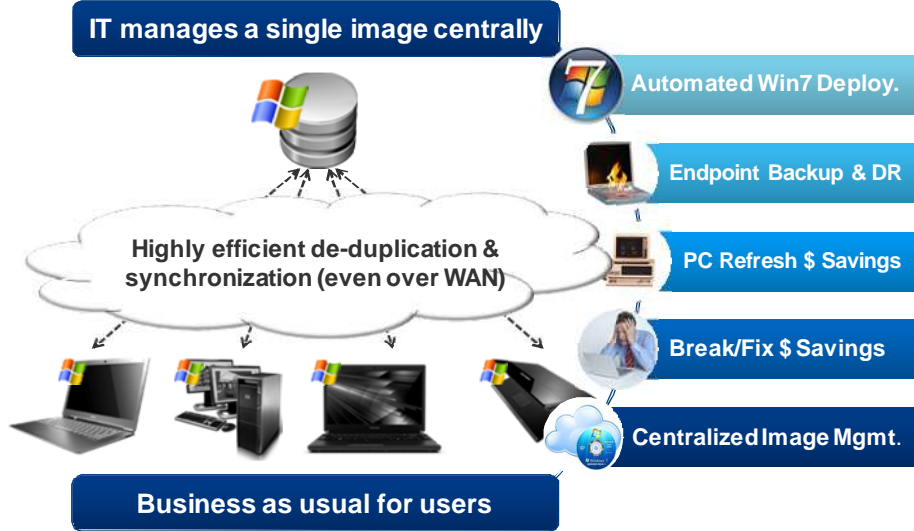 IT manages a single image centrally
7
Automated Win7 Deploy.
Endpoint Backup & DR
Highly efficient de-duplication &
synchronization (even over WAN)
PC Refresh $ Savings
Break/Fix $ Savings
Centralized Image Mgmt.
Business as usual for users